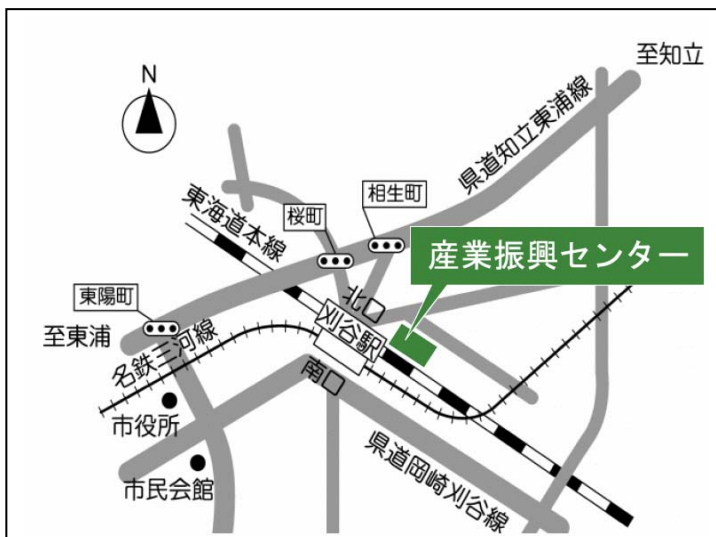 至知立
N
県道知立東浦線
相生町
桜町
東海道本線
産業振興センター
北口
東陽町
刈谷駅
至東浦
名鉄三河線
南口
市役所
県道岡崎刈谷線
市民会館